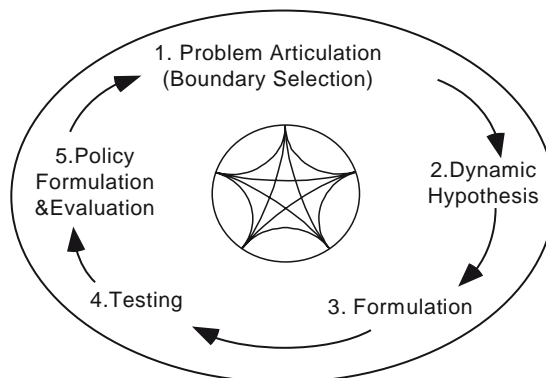 1. Problem Articulation
(Boundary Selection)
2.Dynamic
Hypothesis
3. Formulation
4.Testing
5.Policy
Formulation
&Evaluation